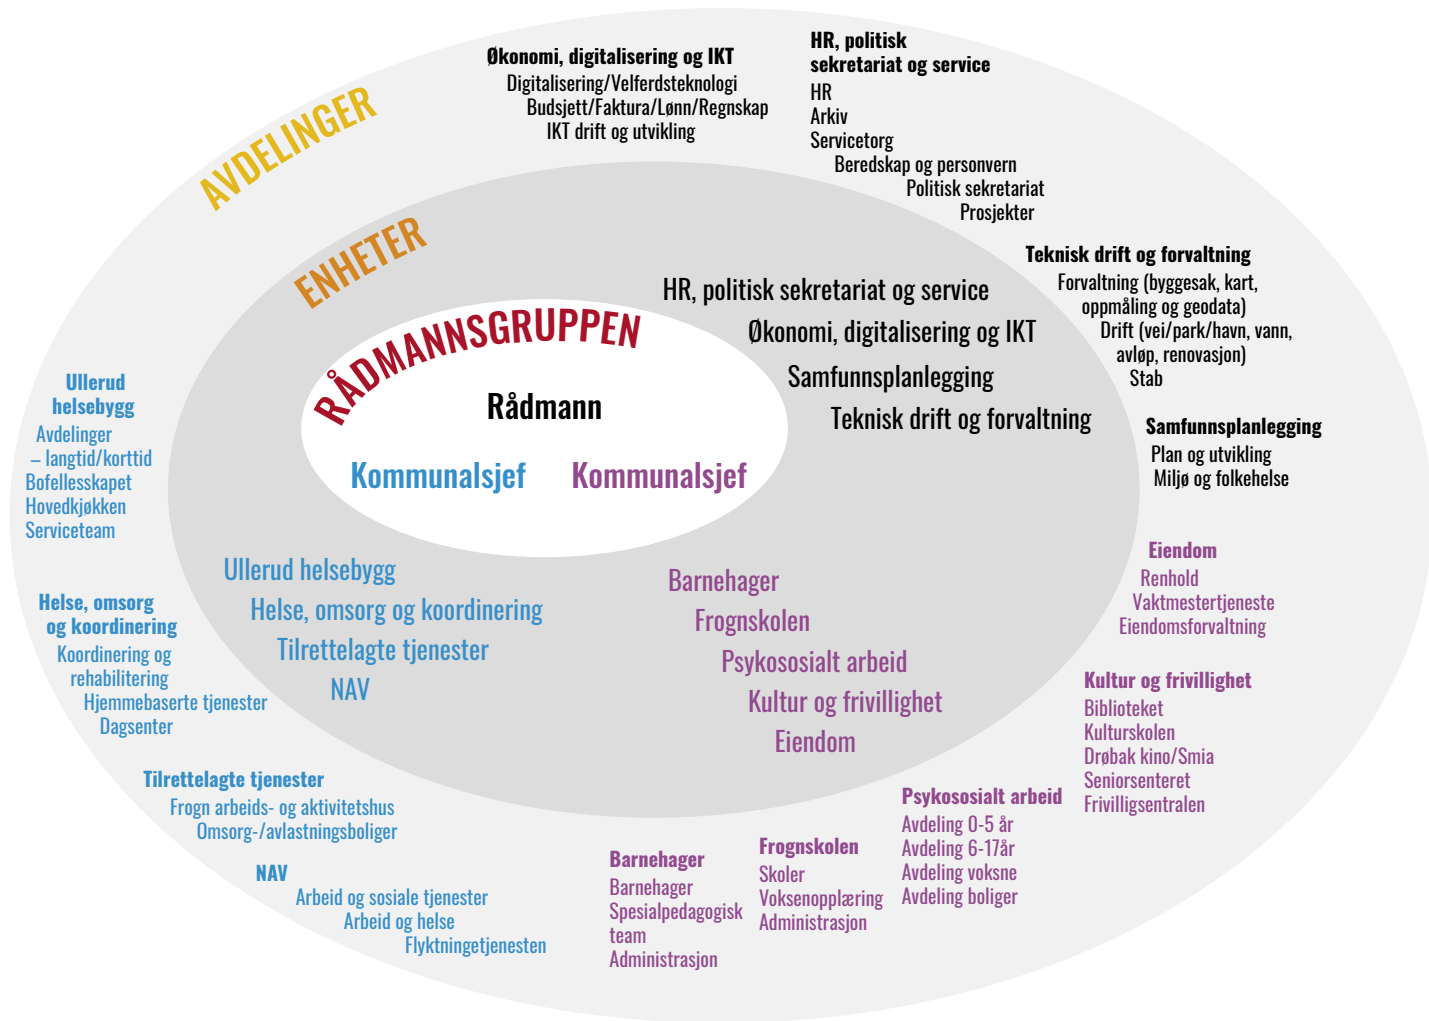 AVDELINGER
Økonomi, digitalisering og IKT
Digitalisering/Velferdsteknologi
Budsjett/Faktura/Lønn/Regnskap
IKT drift og utvikling
HR, politisk
sekretariat og service
HR
Arkiv
Servicetorg
Beredskap og personvern
Politisk sekretariat
Prosjekter
Teknisk drift og forvaltning
Forvaltning (byggesak, kart,
oppmåling og geodata)
Drift (vei/park/havn, vann,
avløp, renovasjon)
Stab
Samfunnsplanlegging
Plan og utvikling
Miljø og folkehelse
Eiendom
Renhold
Vaktmestertjeneste
Eiendomsforvaltning
Kultur og frivillighet
Biblioteket
Kulturskolen
Drøbak kino/Smia
Seniorsenteret
Frivilligsentralen
Psykososialt arbeid
Avdeling 0-5 år
Avdeling 6-17år
Avdeling voksne
Avdeling boliger
Frognskolen
Skoler
Voksenopplæring
Administrasjon
Barnehager
Barnehager
Spesialpedagogisk
team
Administrasjon
NAV
Arbeid og sosiale tjenester
Arbeid og helse
Flyktningetjenesten
Tilrettelagte tjenester
Frogn arbeids- og aktivitetshus
Omsorg-/avlastningsboliger
Helse, omsorg
og koordinering
Koordinering og
rehabilitering
Hjemmebaserte tjenester
Dagsenter
Ullerud
helsebygg
Avdelinger
– langtid/korttid
Bofellesskapet
Hovedkjøkken
Serviceteam
ENHETER
HR, politisk sekretariat og service
Økonomi, digitalisering og IKT
Samfunnsplanlegging
Teknisk drift og forvaltning
Ullerud helsebygg
Helse, omsorg og koordinering
Tilrettelagte tjenester
NAV
Barnehager
Frognskolen
Psykososialt arbeid
Kultur og frivillighet
Eiendom
RÅDMANNSGRUPPEN
Rådmann
Kommunalsjef
Kommunalsjef